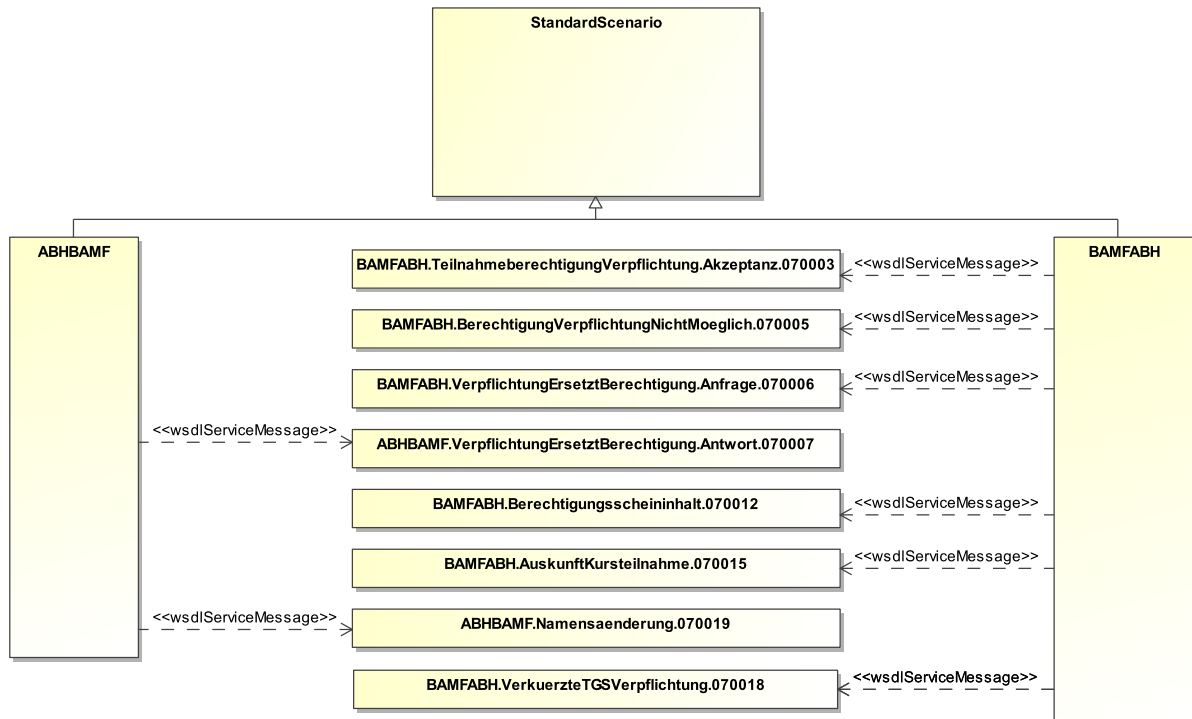 StandardScenario
ABHBAMF
BAMFABH
BAMFABH.TeilnahmeberechtigungVerpflichtung.Akzeptanz.070003
<<wsdlServiceMessage>>
BAMFABH.BerechtigungVerpflichtungNichtMoeglich.070005
<<wsdlServiceMessage>>
BAMFABH.VerpflichtungErsetztBerechtigung.Anfrage.070006
<<wsdlServiceMessage>>
<<wsdlServiceMessage>>
ABHBAMF.VerpflichtungErsetztBerechtigung.Antwort.070007
BAMFABH.Berechtigungsscheininhalt.070012
<<wsdlServiceMessage>>
BAMFABH.AuskunftKursteilnahme.070015
<<wsdlServiceMessage>>
<<wsdlServiceMessage>>
ABHBAMF.Namensaenderung.070019
BAMFABH.VerkuerzteTGSVerpflichtung.070018
<<wsdlServiceMessage>>